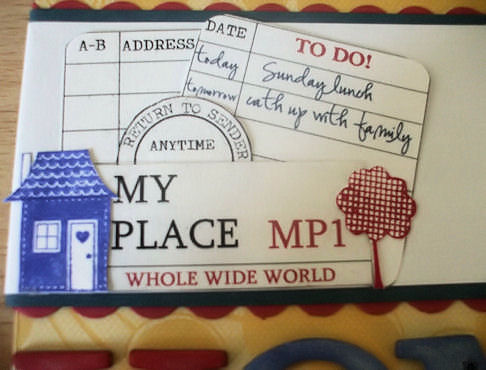 A-B ADDRESS
DATE TO DO!
today Sunday lunch
tomorrow cath up with family
RETURN TO SENDER
ANYTIME
MY
PLACE MP1
WHOLE WIDE WORLD